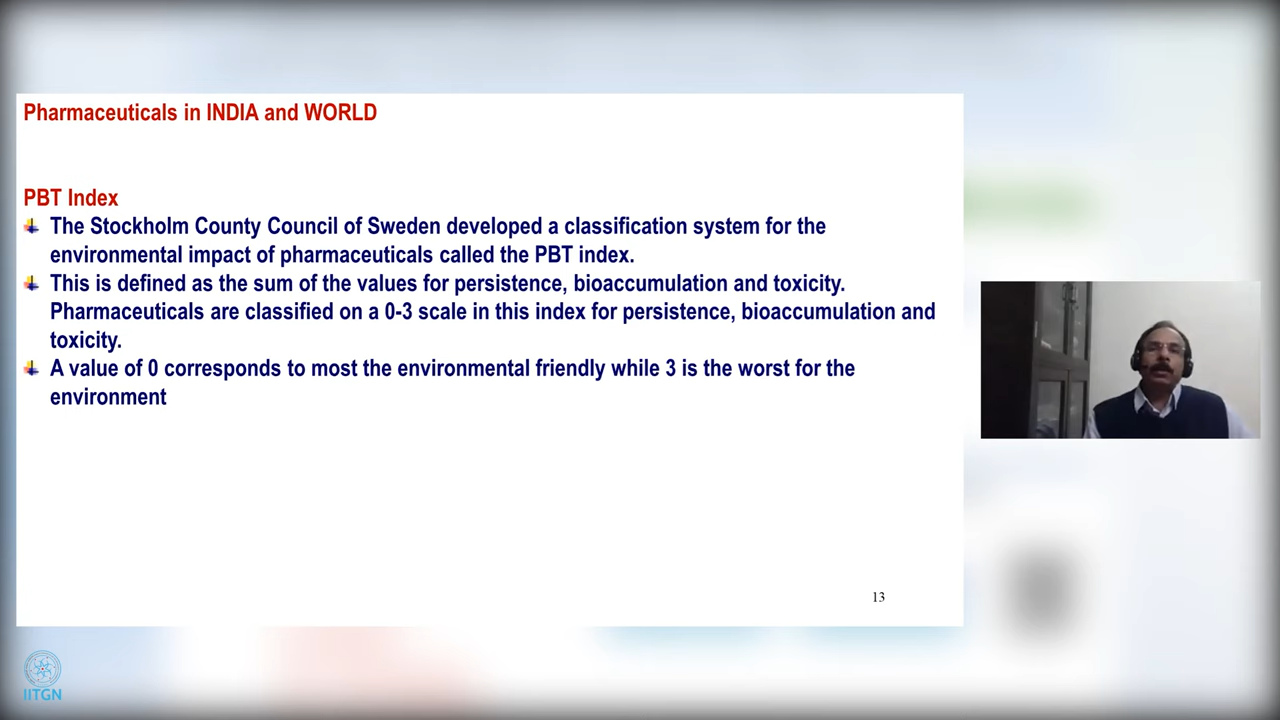 Pharmaceuticals in INDIA and WORLD
PBT Index
The Stockholm County Council of Sweden developed a classification system for the
environmental impact of pharmaceuticals called the PBT index.
This is defined as the sum of the values for persistence, bioaccumulation and toxicity.
Pharmaceuticals are classified on a 0-3 scale in this index for persistence, bioaccumulation and
toxicity.
A value of 0 corresponds to most the environmental friendly while 3 is the worst for the
environment
13
IITGN